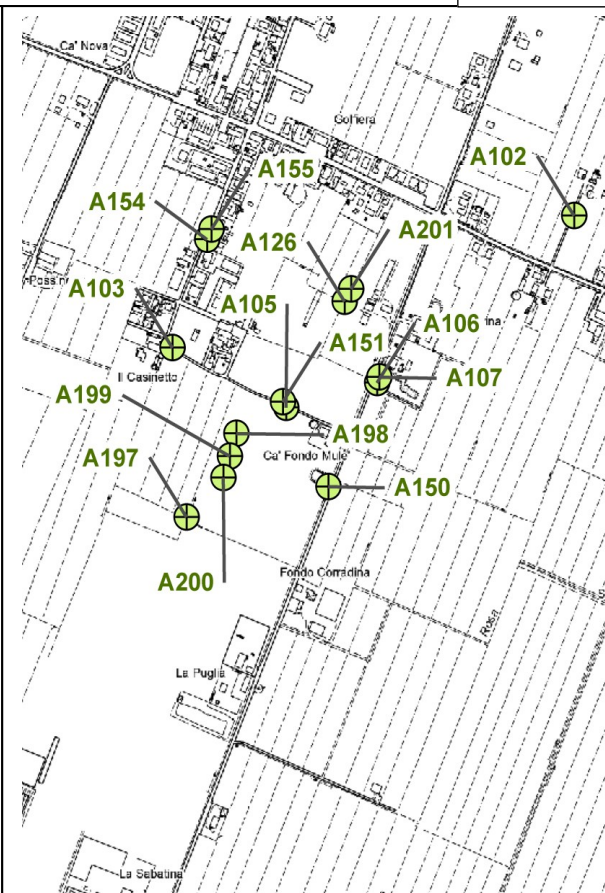 Ca' Nova
Golfiera
A102
A155
A154
A126
A201
A103
A105
A106
A151
A107
Il Casinetto
A199
A198
Ca' Fondo Mulè
A197
A150
A200
Fondo Corradina
Rosa
La Puglia
La Sabatina